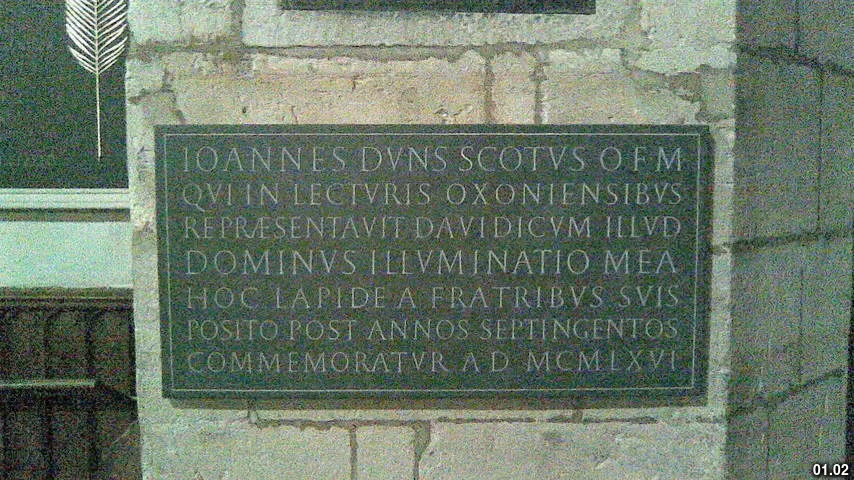 IOANNES DVNS SCOTVS OFM
QVI IN LECTVRIS OXONIENSIBVS
REPRÆSENTAVIT DAVIDICVM ILLVD
DOMINVS ILLVMINATIO MEA
HOC LAPIDE A FRATRIBVS SVIS
POSITO POST ANNOS SEPTINGENTOS
COMMEMORATVR A D MCMLXVI
01.02